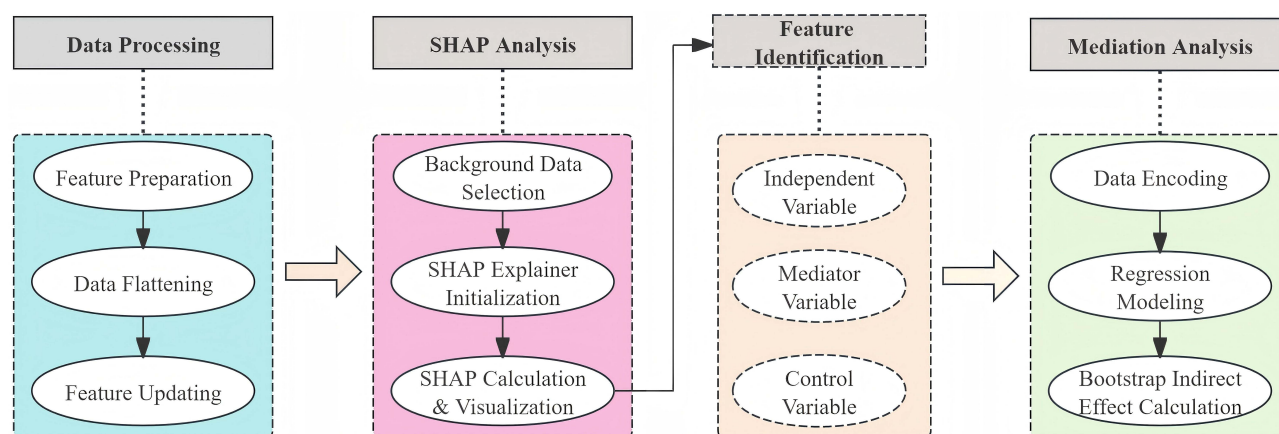 Data Processing
Feature Preparation
Data Flattening
Feature Updating
SHAP Analysis
Background Data
Selection
SHAP Explainer
Initialization
SHAP Calculation
& Visualization
Feature
Identification
Independent
Variable
Mediator
Variable
Control
Variable
Mediation Analysis
Data Encoding
Regression
Modeling
Bootstrap Indirect
Effect Calculation